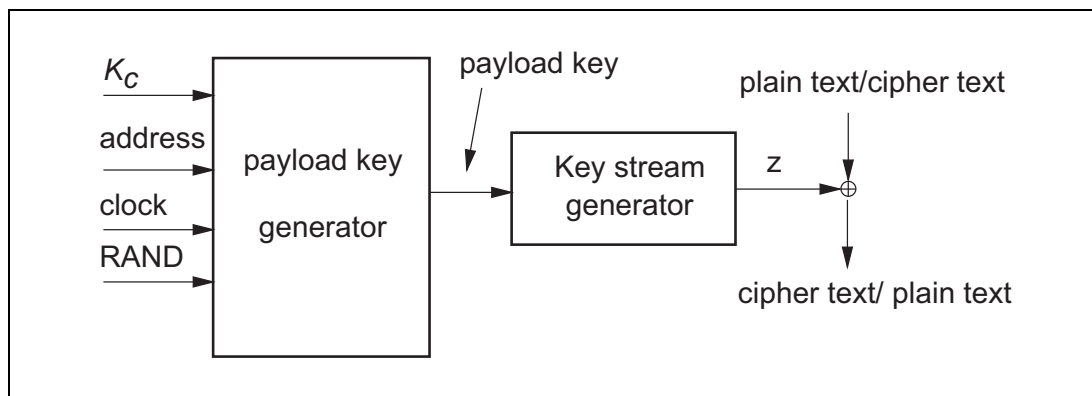 K_C
address
clock
RAND
payload key
generator
payload key
Key stream
generator
z
plain text/cipher text
cipher text/ plain text